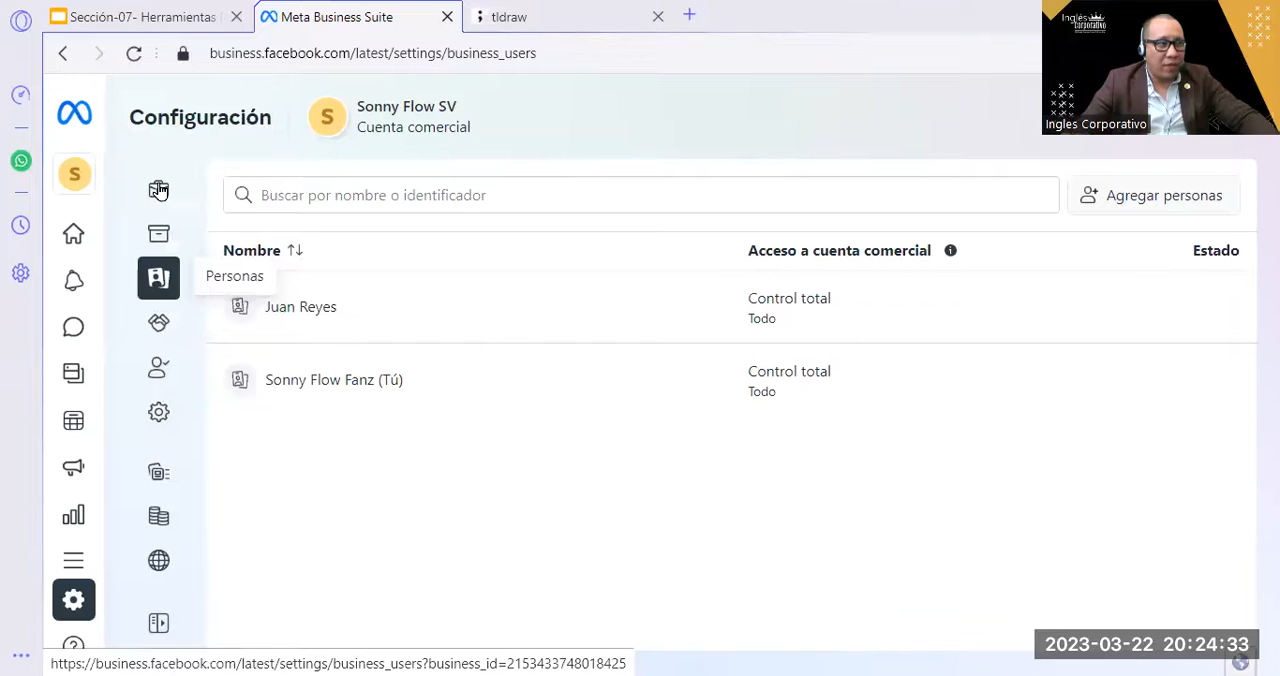 Sección-07- Herramientas
Meta Business Suite
tldraw
business.facebook.com/latest/settings/business_users
Inglés
Corporativo
Ingles Corporativo
Configuración
S
Sonny Flow SV
Cuenta comercial
S
Buscar por nombre o identificador
Agregar personas
Nombre
Acceso a cuenta comercial
Estado
Personas
Juan Reyes
Control total
Todo
Sonny Flow Fanz (Tú)
Control total
Todo
2023-03-22 20:24:33
https://business.facebook.com/latest/settings/business_users?business_id=2153433748018425